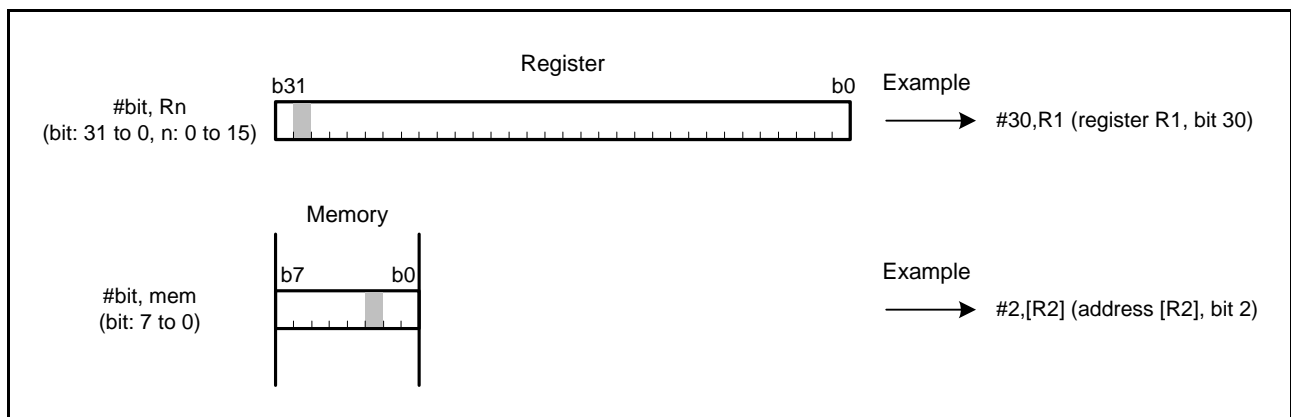 Register
b31 b0
#bit, Rn
(bit: 31 to 0, n: 0 to 15)
Example
#30,R1 (register R1, bit 30)
Memory
b7 b0
#bit, mem
(bit: 7 to 0)
Example
#2,[R2] (address [R2], bit 2)